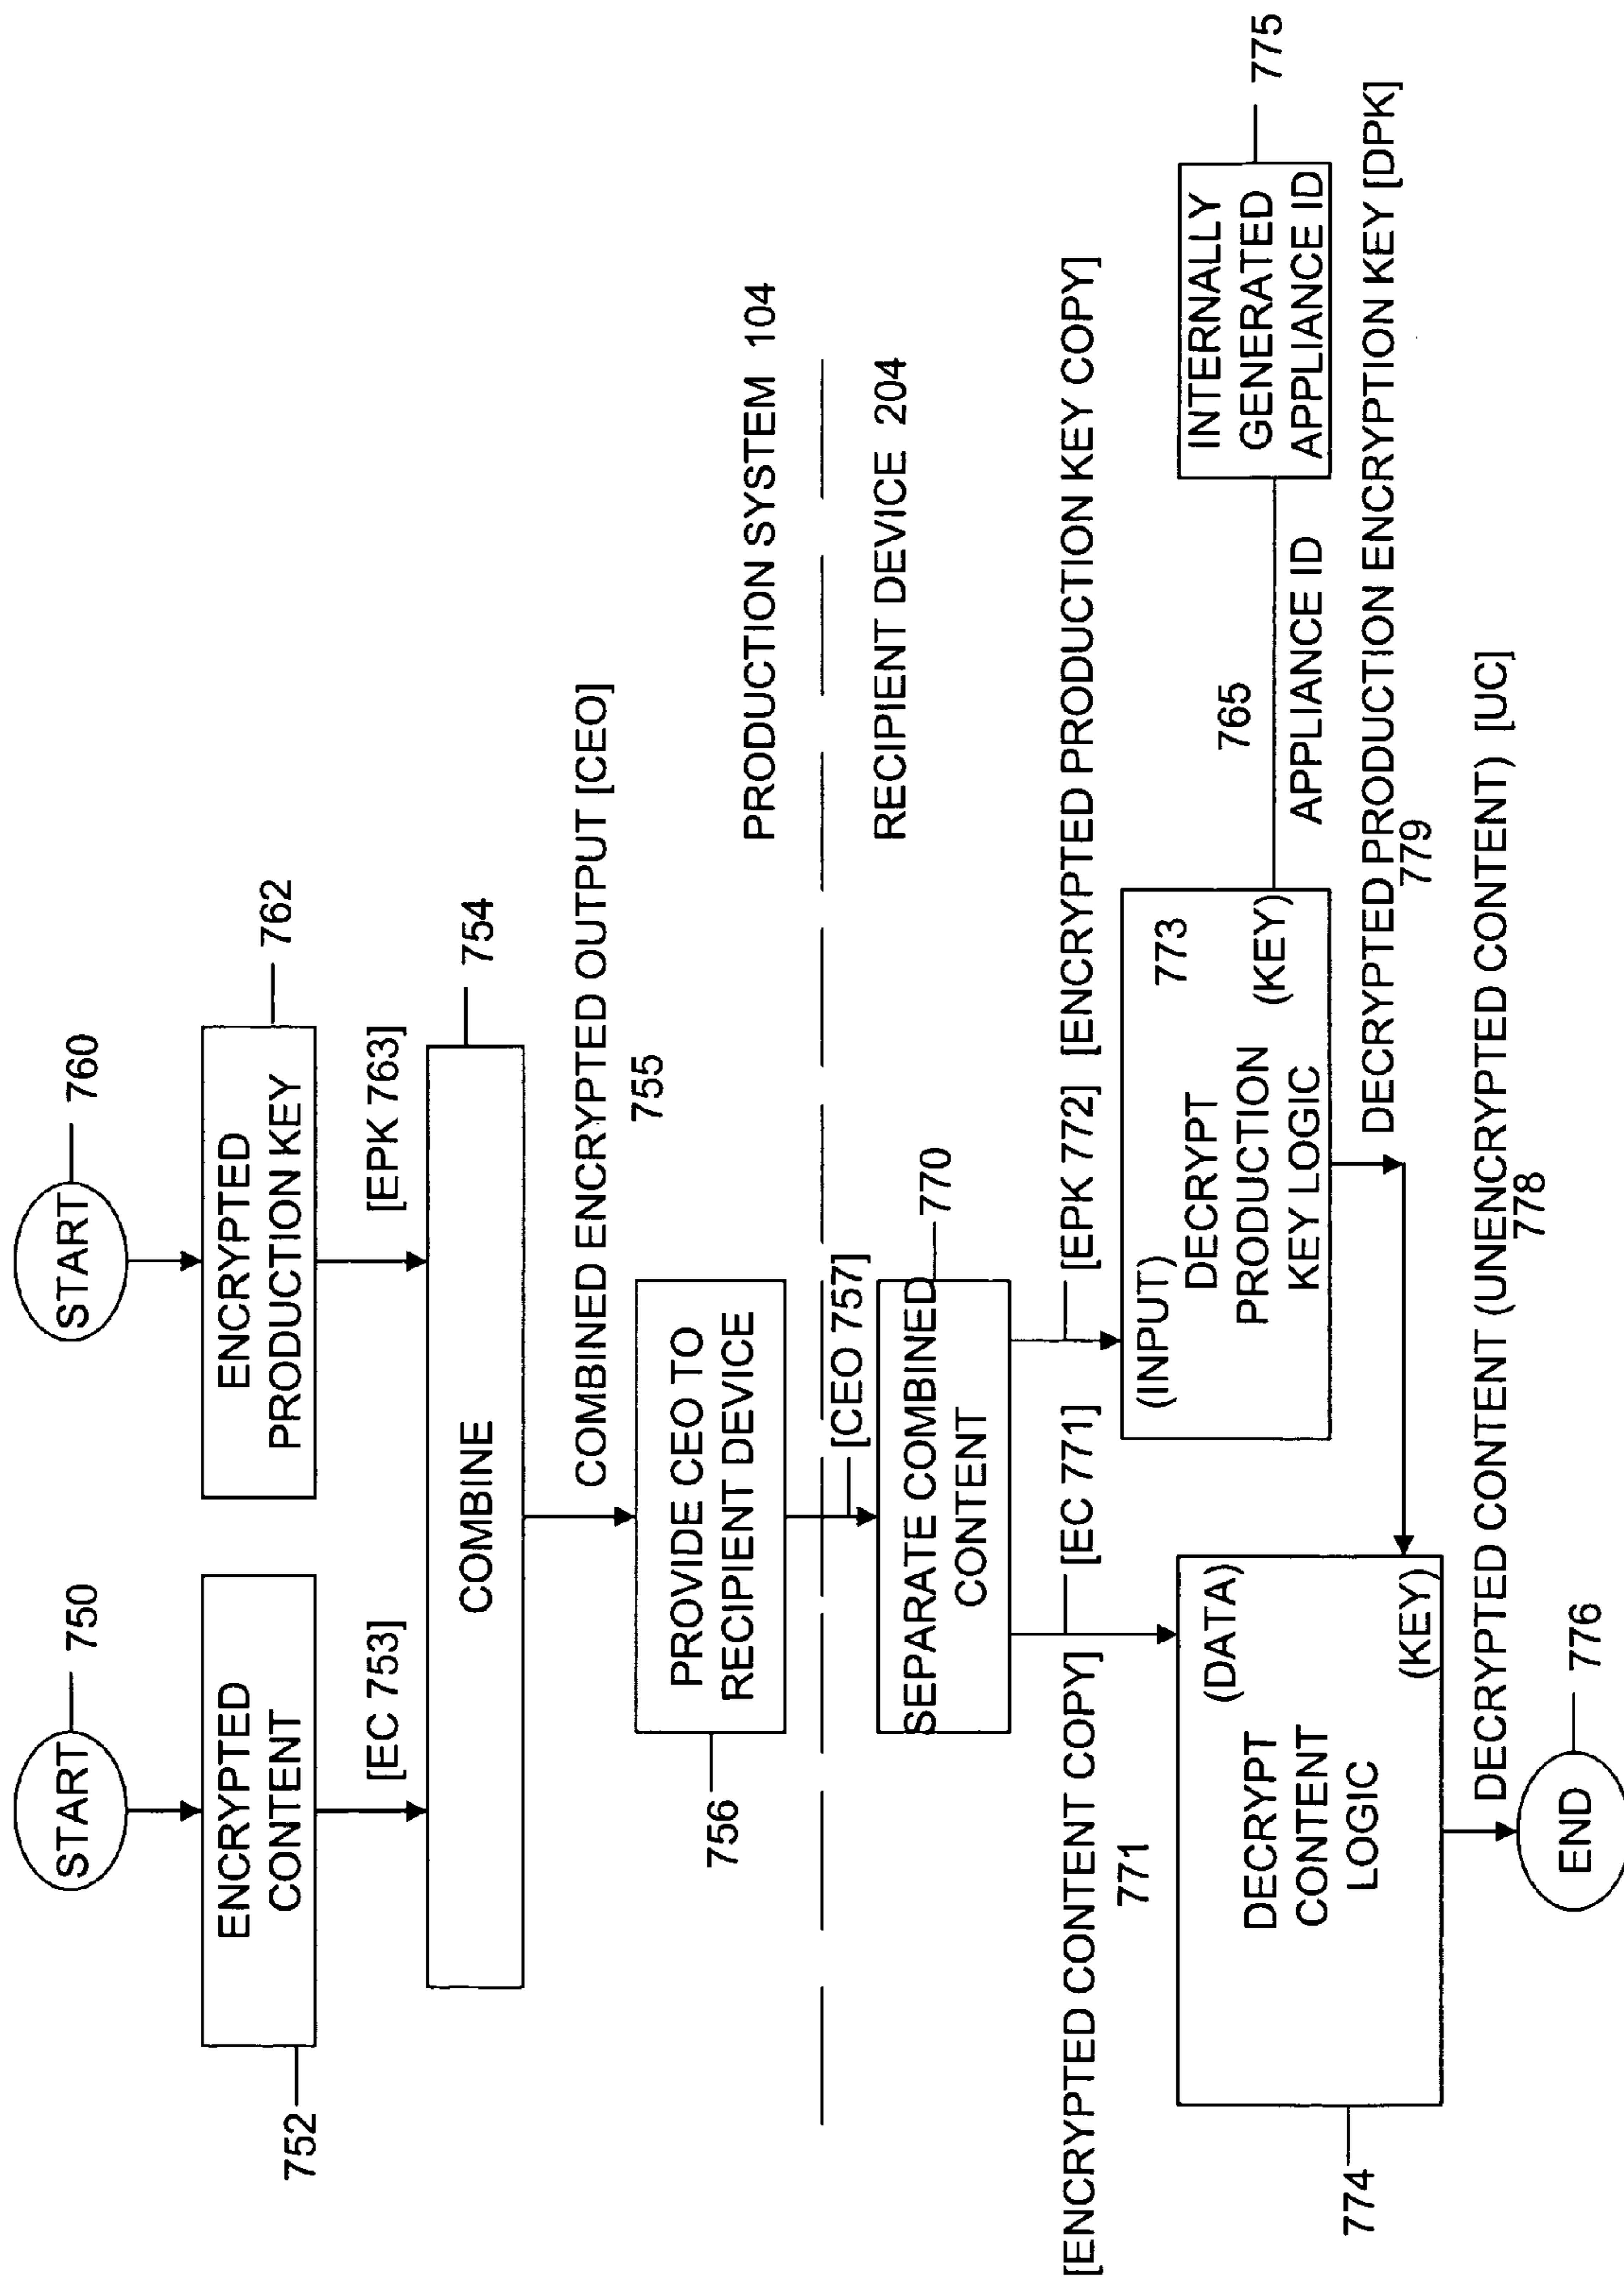 START
750
START
760
ENCRYPTED
CONTENT
752
ENCRYPTED
PRODUCTION KEY
762
[EC 753]
[EPK 763]
COMBINE
754
COMBINED ENCRYPTED OUTPUT [CEO]
755
PROVIDE CEO TO
RECIPIENT DEVICE
756
PRODUCTION SYSTEM 104
RECIPIENT DEVICE 204
[CEO 757]
SEPARATE COMBINED
CONTENT
770
[ENCRYPTED CONTENT COPY]
771
[EC 771]
[EPK 772] [ENCRYPTED PRODUCTION KEY COPY]
(INPUT)
773
DECRYPT
PRODUCTION
KEY LOGIC
(KEY)
765
APPLIANCE ID
INTERNALLY
GENERATED
APPLIANCE ID
775
DECRYPTED PRODUCTION ENCRYPTION KEY [DPK]
779
(DATA)
DECRYPT
CONTENT
LOGIC
(KEY)
774
DECRYPTED CONTENT (UNENCRYPTED CONTENT) [UC]
778
END
776